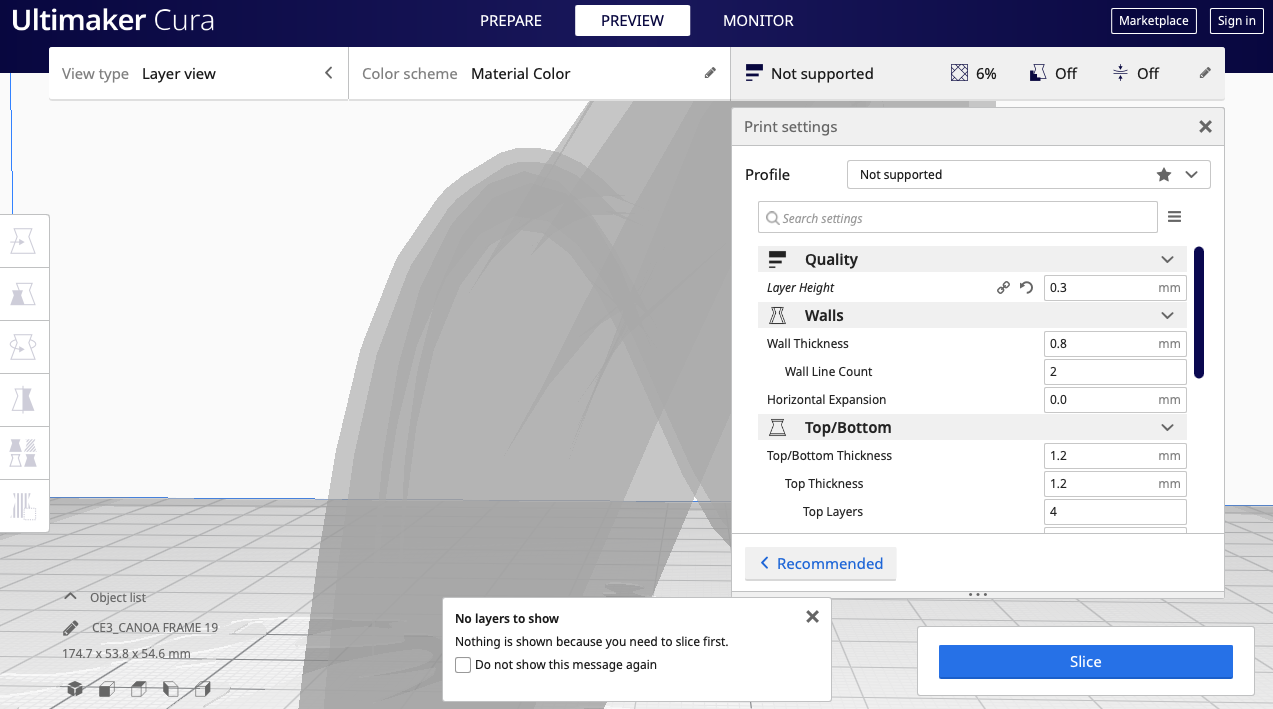 Ultimaker Cura
PREPARE
PREVIEW
MONITOR
Marketplace
Sign in
View type Layer view
Color scheme Material Color
Not supported
6%
Off
Off
Print settings
Profile
Not supported
Search settings
Quality
Layer Height
0.3 mm
Walls
Wall Thickness
0.8 mm
Wall Line Count
2
Horizontal Expansion
0.0 mm
Top/Bottom
Top/Bottom Thickness
1.2 mm
Top Thickness
1.2 mm
Top Layers
4
Recommended
Object list
CE3_CANOA FRAME 19
174.7 x 53.8 x 54.6 mm
No layers to show
Nothing is shown because you need to slice first.
Do not show this message again
Slice